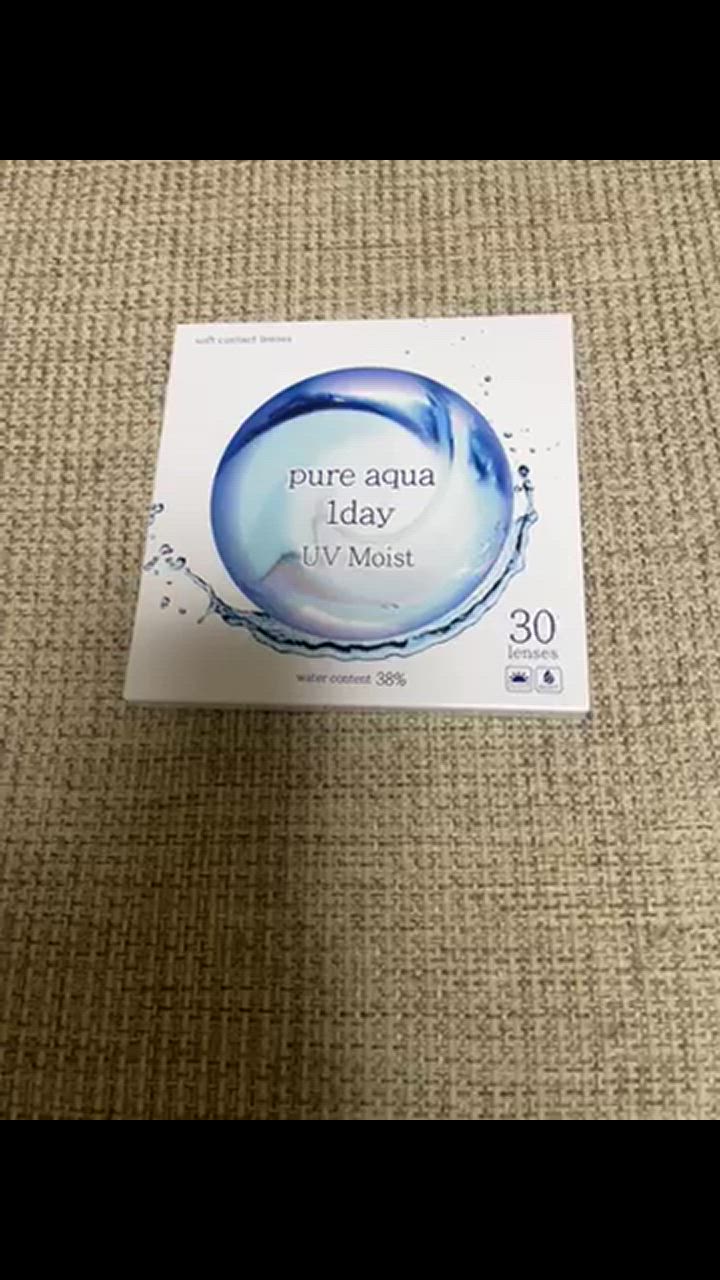 soft contact lenses
pure aqua
1day
UV Moist
30
lenses
water content 38%